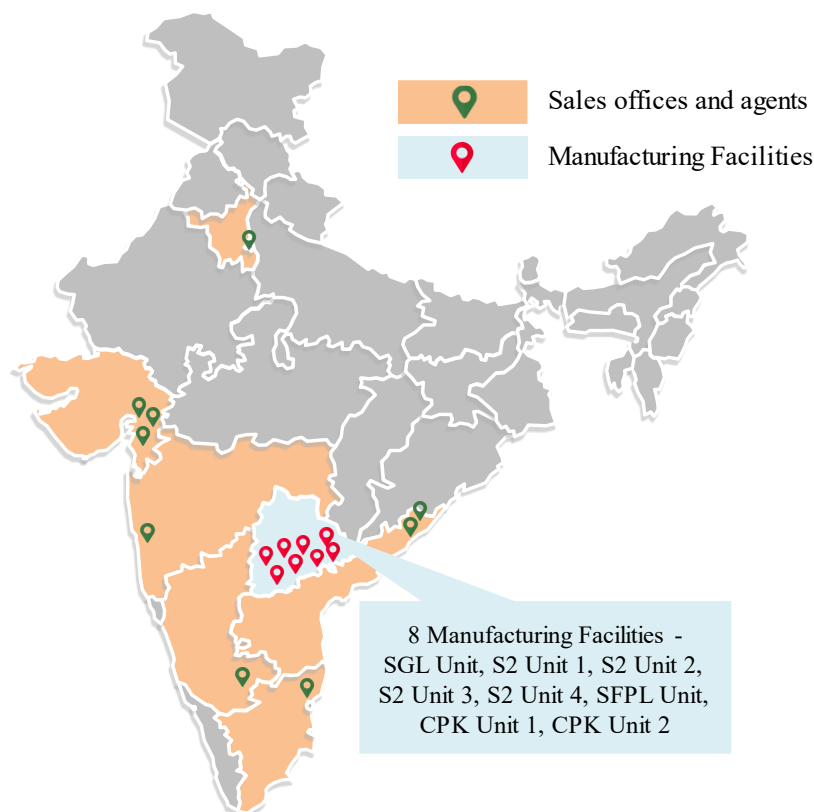 Sales offices and agents
Manufacturing Facilities
8 Manufacturing Facilities -
SGL Unit, S2 Unit 1, S2 Unit 2,
S2 Unit 3, S2 Unit 4, SFPL Unit,
CPK Unit 1, CPK Unit 2